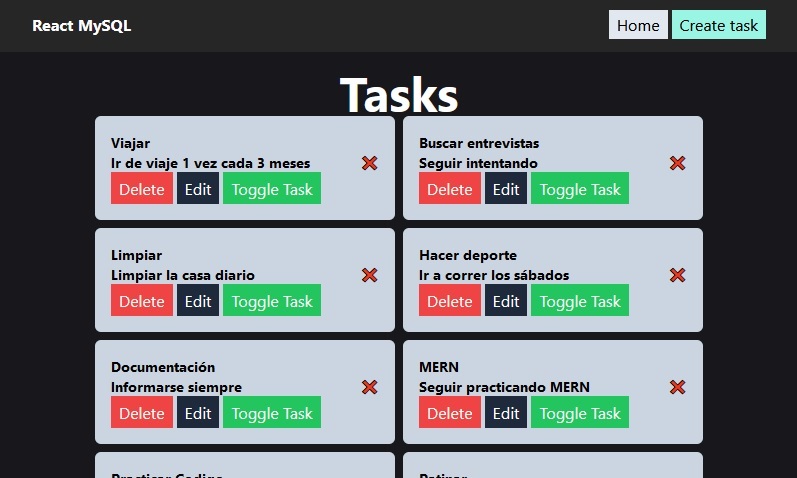 React MySQL
Home
Create task
Tasks
Viajar
Ir de viaje 1 vez cada 3 meses
Delete
Edit
Toggle Task
Buscar entrevistas
Seguir intentando
Delete
Edit
Toggle Task
Limpiar
Limpiar la casa diario
Delete
Edit
Toggle Task
Hacer deporte
Ir a correr los sábados
Delete
Edit
Toggle Task
Documentación
Informarse siempre
Delete
Edit
Toggle Task
MERN
Seguir practicando MERN
Delete
Edit
Toggle Task